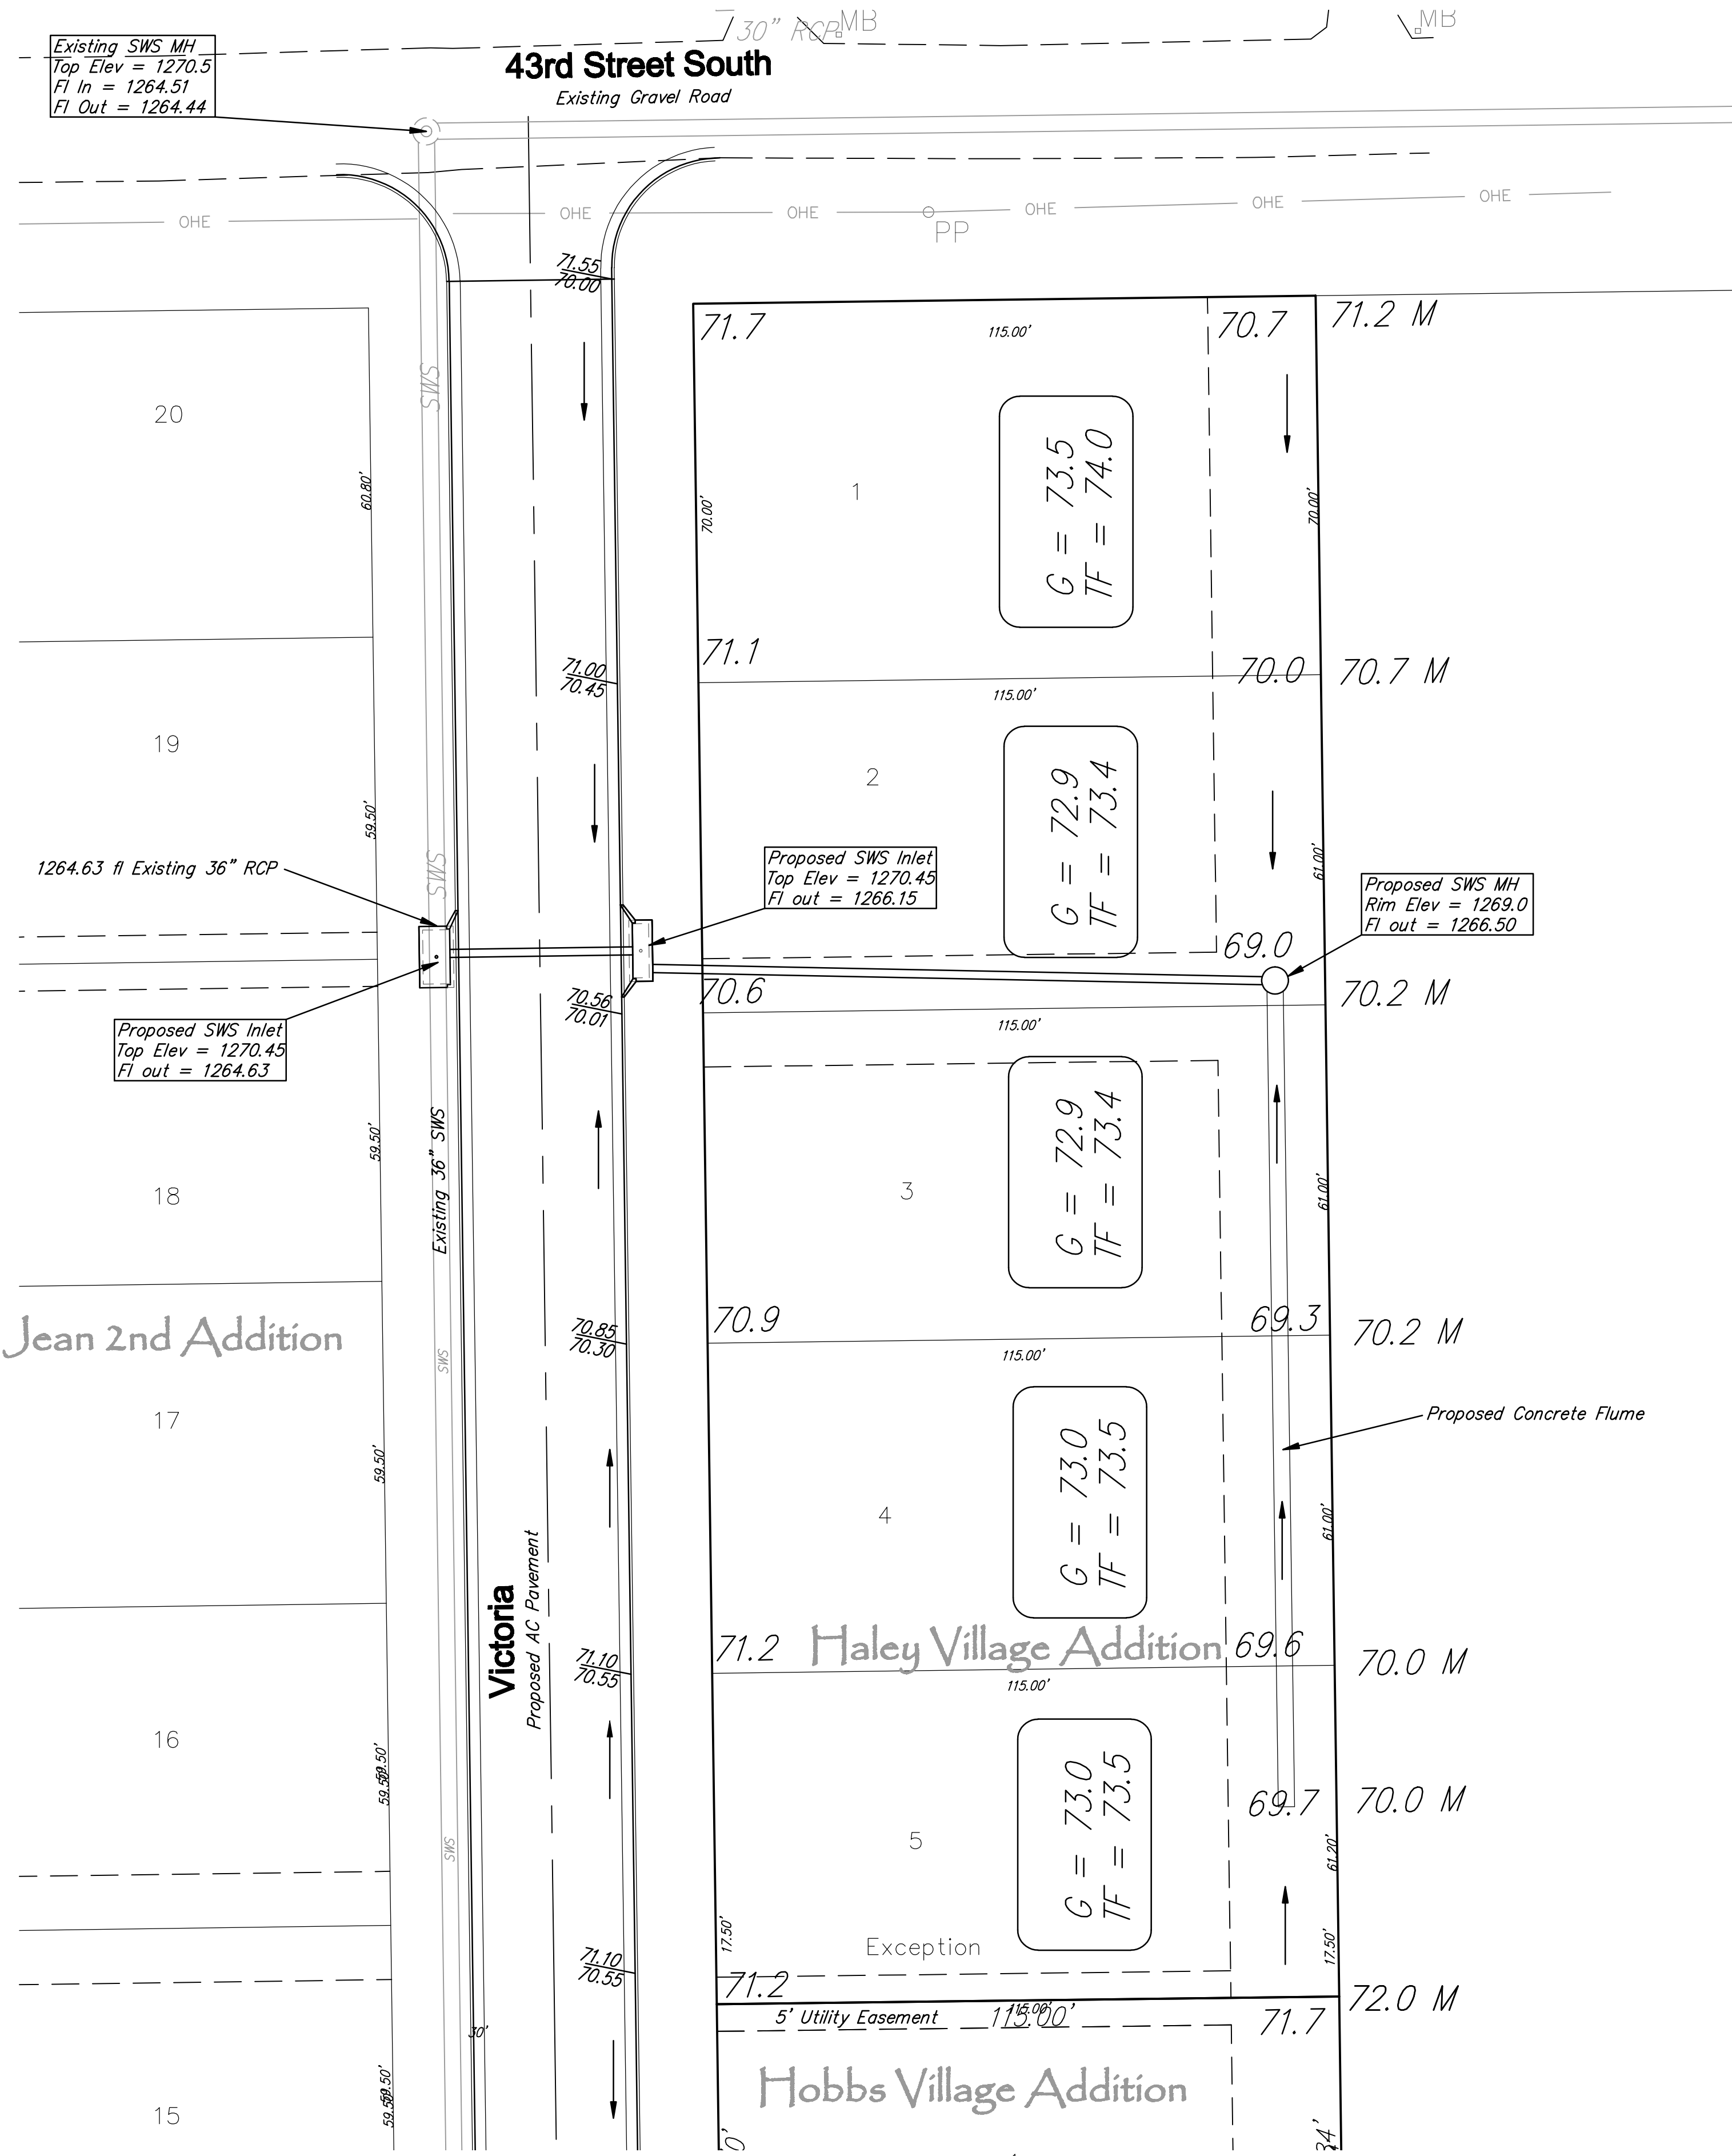 30" RCP
MB
MB
Existing SWS MH
Top Elev = 1270.5
Fl In = 1264.51
Fl Out = 1264.44
43rd Street South
Existing Gravel Road
OHE
OHE
OHE
OHE
OHE
OHE
PP
71.55
70.00
71.7
115.00'
70.7
71.2 M
20
SWS
60.80'
1
70.00'
G = 73.5
TF = 74.0
70.00'
71.1
71.00
70.45
70.0
70.7 M
115.00'
19
59.50'
2
G = 72.9
TF = 73.4
61.00'
1264.63 fl Existing 36" RCP
SWS
Proposed SWS Inlet
Top Elev = 1270.45
Fl out = 1266.15
Proposed SWS MH
Rim Elev = 1269.0
Fl out = 1266.50
69.0
70.6
70.2 M
70.56
70.01
115.00'
Proposed SWS Inlet
Top Elev = 1270.45
Fl out = 1264.63
59.50'
Existing 36" SWS
18
3
G = 72.9
TF = 73.4
61.00'
Jean 2nd Addition
70.9
70.85
70.30
69.3
70.2 M
SWS
115.00'
17
59.50'
Proposed Concrete Flume
4
G = 73.0
TF = 73.5
61.00'
Victoria
Proposed AC Pavement
71.2
Haley Village Addition
69.6
70.0 M
71.10
70.55
115.00'
16
59.50'
59.50'
SWS
5
G = 73.0
TF = 73.5
69.7
70.0 M
61.20'
17.50'
17.50'
Exception
71.10
70.55
71.2
72.0 M
5' Utility Easement
115.00'
115.00'
71.7
30'
Hobbs Village Addition
15
59.50'
59.50'